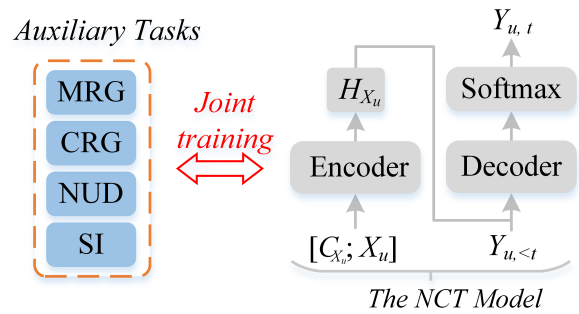 Auxiliary Tasks
MRG
CRG
NUD
SI
Joint
training
Y_{u, t}
H_{X_u}
Softmax
Encoder
Decoder
[C_{X_u}; X_u]
Y_{u,<t}
The NCT Model